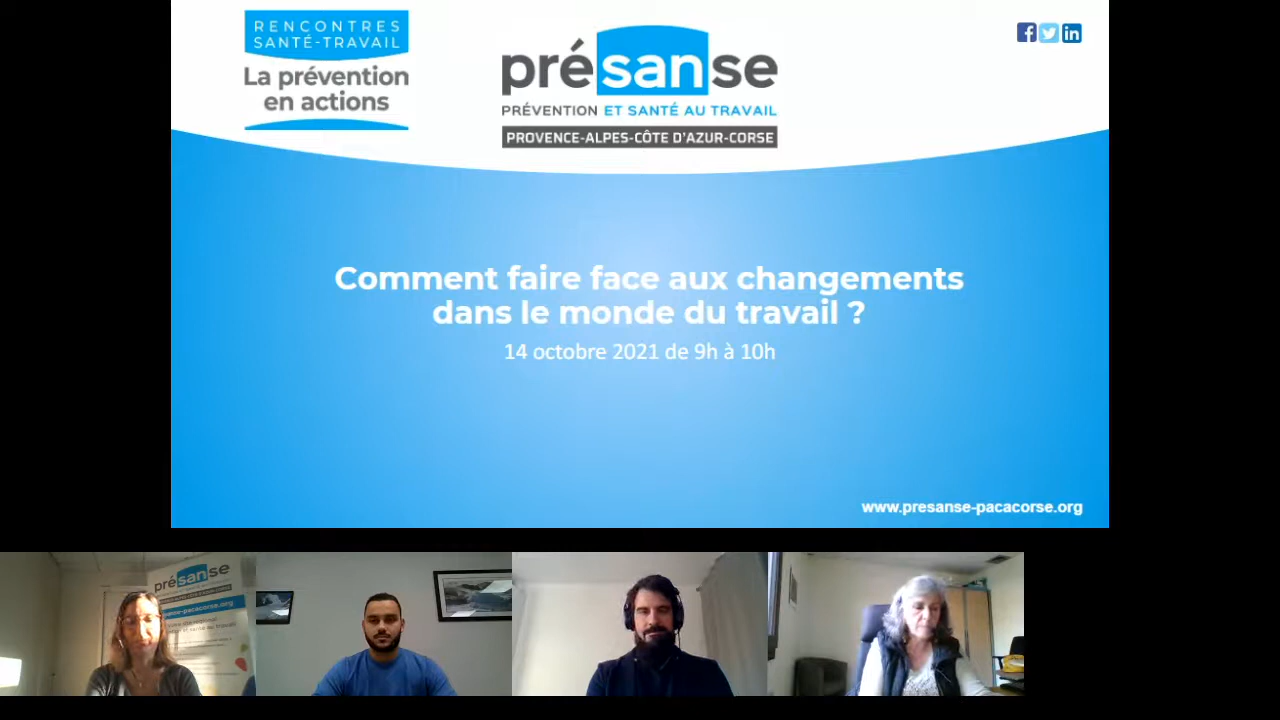 RENCONTRES
SANTÉ-TRAVAIL
La prévention
en actions
présanse
PRÉVENTION ET SANTÉ AU TRAVAIL
PROVENCE-ALPES-CÔTE D'AZUR-CORSE
Comment faire face aux changements
dans le monde du travail ?
14 octobre 2021 de 9h à 10h
www.presanse-pacacorse.org
présanse